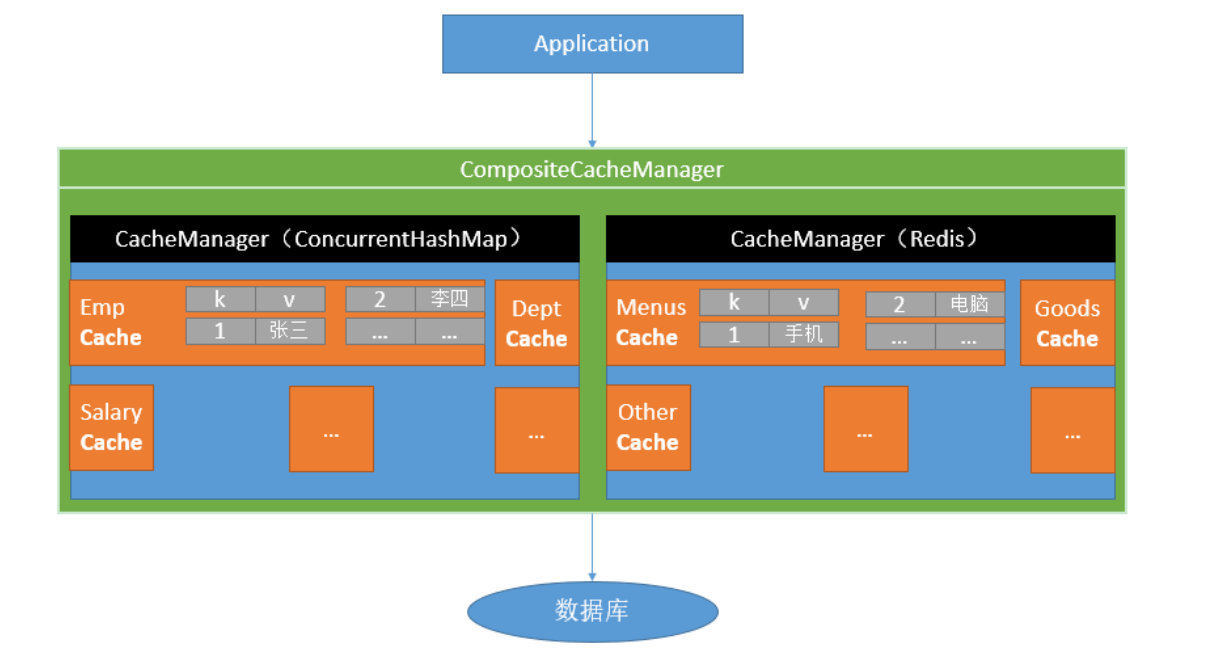 Application
CompositeCacheManager
CacheManager（ConcurrentHashMap）
Emp
Cache
k v
1 张三
2 李四
... ...
Dept
Cache
Salary
Cache
...
...
CacheManager（Redis）
Menus
Cache
k v
1 手机
2 电脑
... ...
Goods
Cache
Other
Cache
...
...
数据库